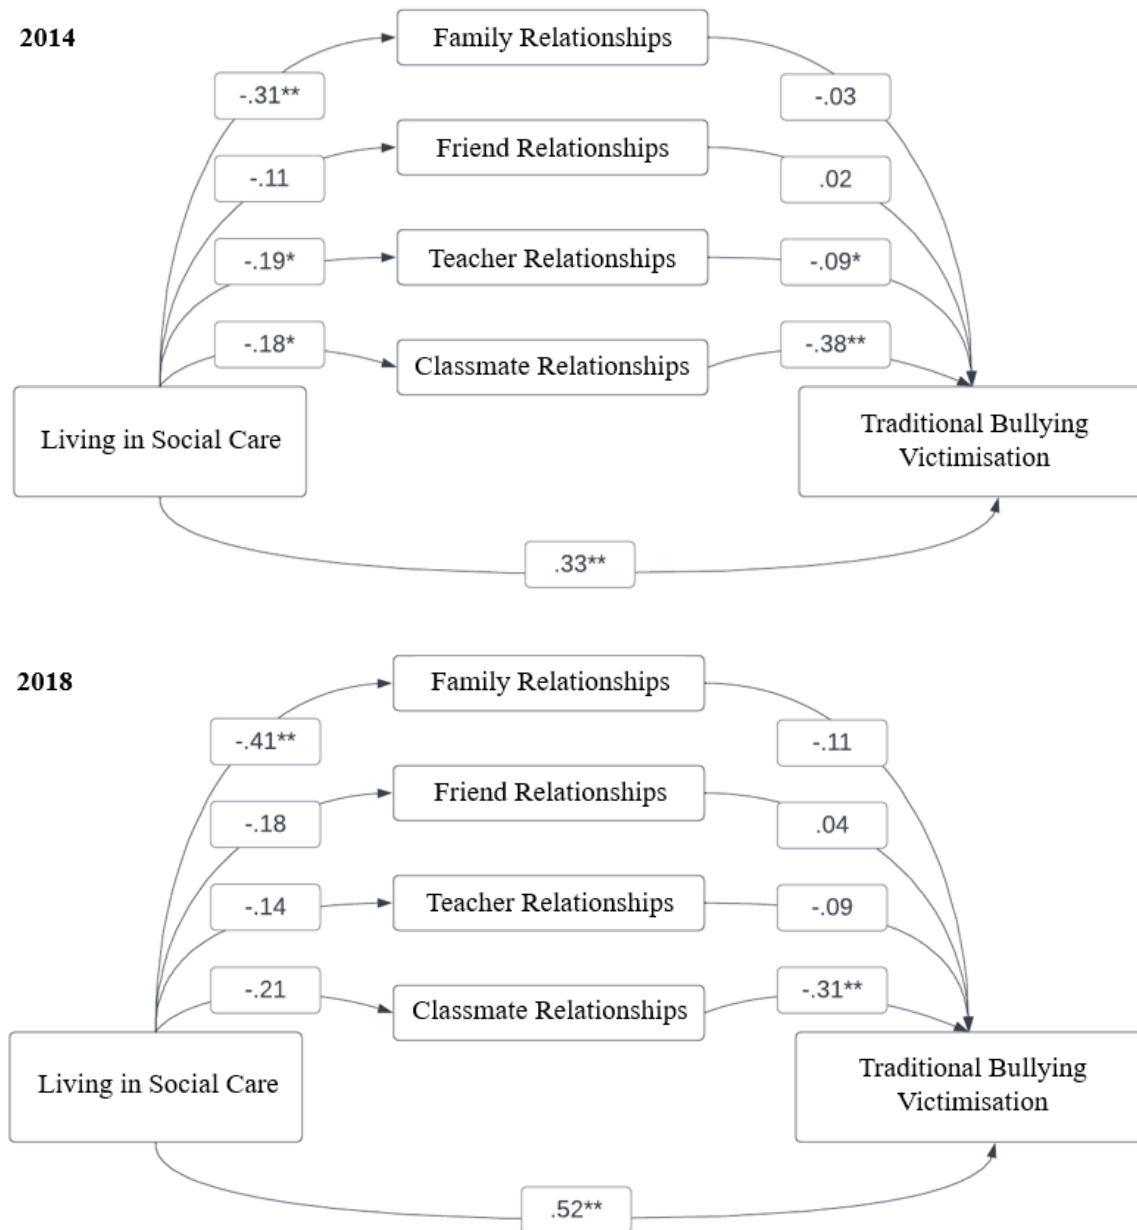 2014
Family Relationships
-.31**
-.03
Friend Relationships
-.11
.02
Teacher Relationships
-.19*
-.09*
Classmate Relationships
-.18*
-.38**
Living in Social Care
Traditional Bullying
Victimisation
.33**
2018
Family Relationships
-.41**
-.11
Friend Relationships
-.18
.04
Teacher Relationships
-.14
-.09
Classmate Relationships
-.21
-.31**
Living in Social Care
Traditional Bullying
Victimisation
.52**